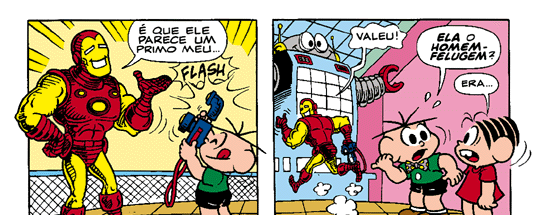 É QUE ELE
PARECE UM
PRIMO MEU...
FLASH
VALEU!
ELA O
HOMEM-
FELUGEM?
ERA...